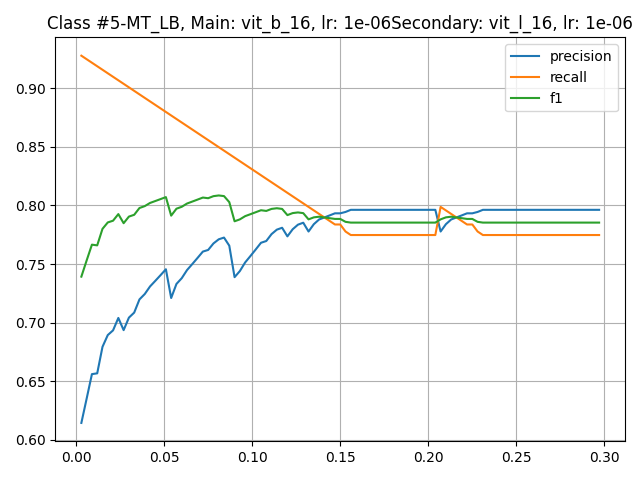 Class #5-MT_LB, Main: vit_b_16, lr: 1e-06Secondary: vit_l_16, lr: 1e-06
precision
recall
f1
0.90
0.85
0.80
0.75
0.70
0.65
0.60
0.00 0.05 0.10 0.15 0.20 0.25 0.30